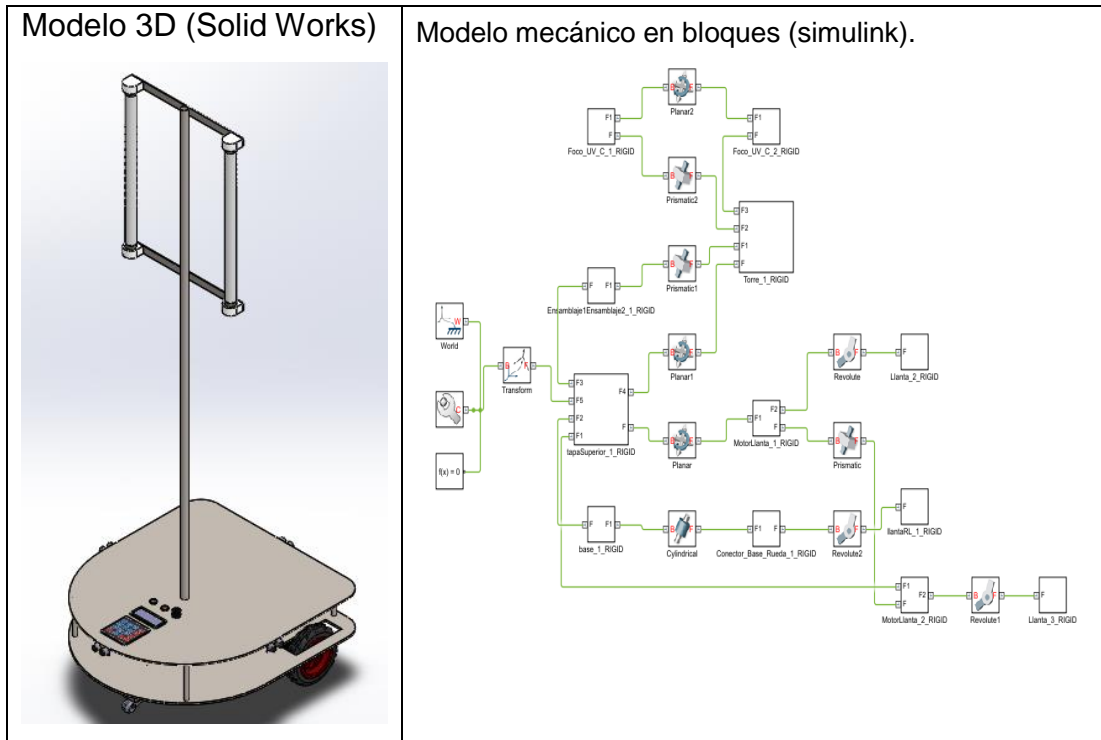 Modelo 3D (Solid Works)
Modelo mecánico en bloques (simulink).
F1
F
Foco_UV_C_1_RIGID
B
F
Planar2
F1
F
Foco_UV_C_2_RIGID
B
F
Prismatic2
F3
F2
F1
F
Torre_1_RIGID
F
F1
Ensamblaje1Ensamblaje2_1_RIGID
B
F
Prismatic1
W
World
B
F
Transform
C
f(x) = 0
F3
F5
F2
F1
F4
F
tapaSuperior_1_RIGID
B
F
Planar1
B
F
Planar
F1
F2
F
MotorLlanta_1_RIGID
B
F
Revolute
F
Llanta_2_RIGID
B
F
Prismatic
F
F1
base_1_RIGID
B
F
Cylindrical
F1
F
Conector_Base_Rueda_1_RIGID
B
F
Revolute2
F
llantaRL_1_RIGID
F1
F
F2
MotorLlanta_2_RIGID
B
F
Revolute1
F
Llanta_3_RIGID